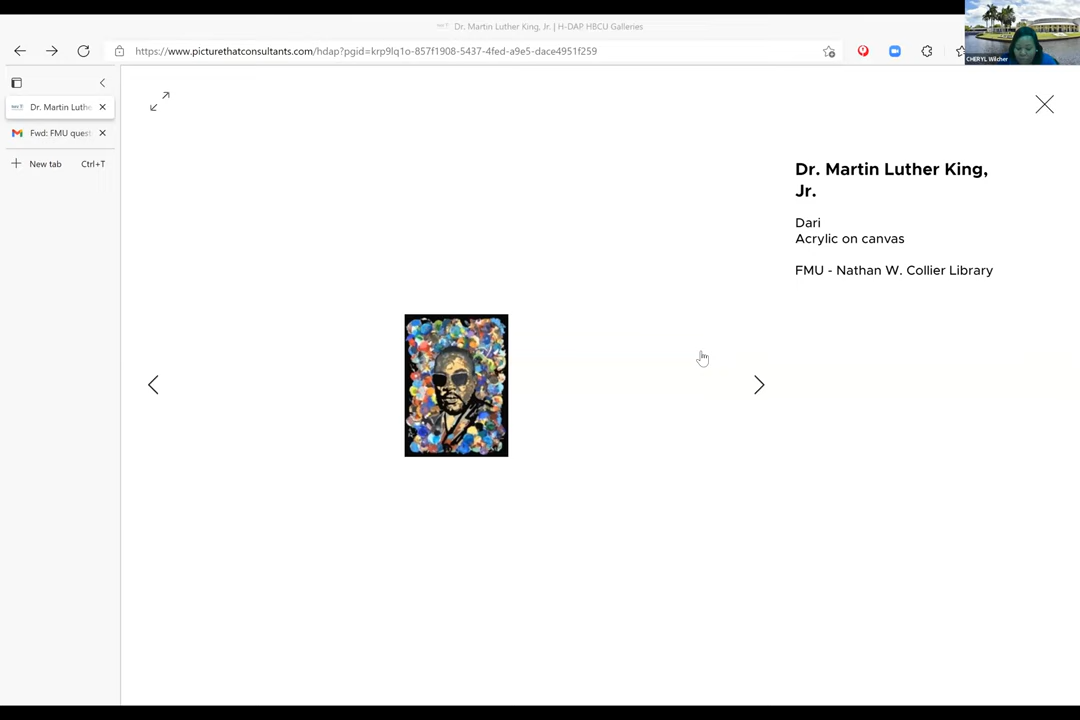 Dr. Martin Luther King, Jr. | H-DAP HBCU Galleries
https://www.picturethatconsultants.com/hdap?pgid=krp9lq1o-857f1908-5437-4fed-a9e5-dace4951f259
CHERYL Wilcher
Dr. Martin Luthe
Fwd: FMU quest
New tab Ctrl+T
Dr. Martin Luther King,
Jr.
Dari
Acrylic on canvas
FMU - Nathan W. Collier Library